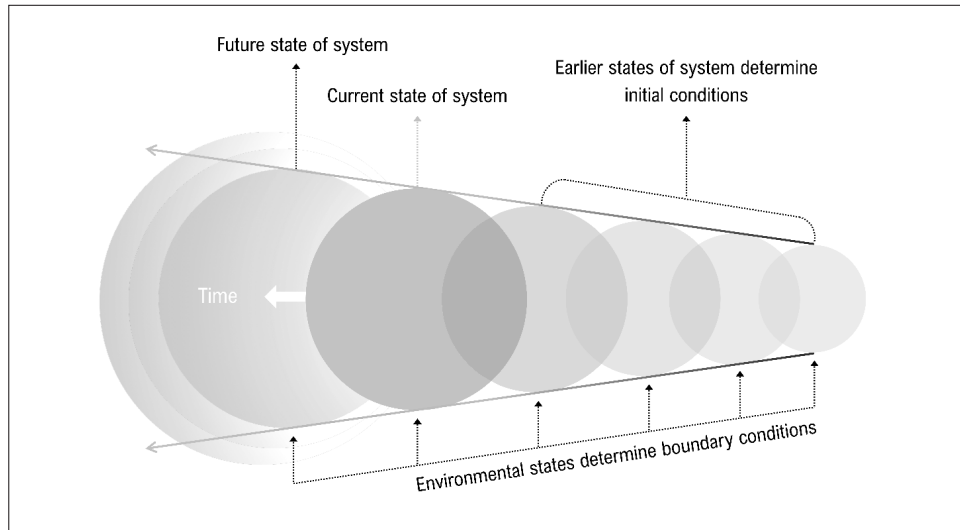 Future state of system
Earlier states of system determine
initial conditions
Current state of system
Time
Environmental states determine boundary conditions